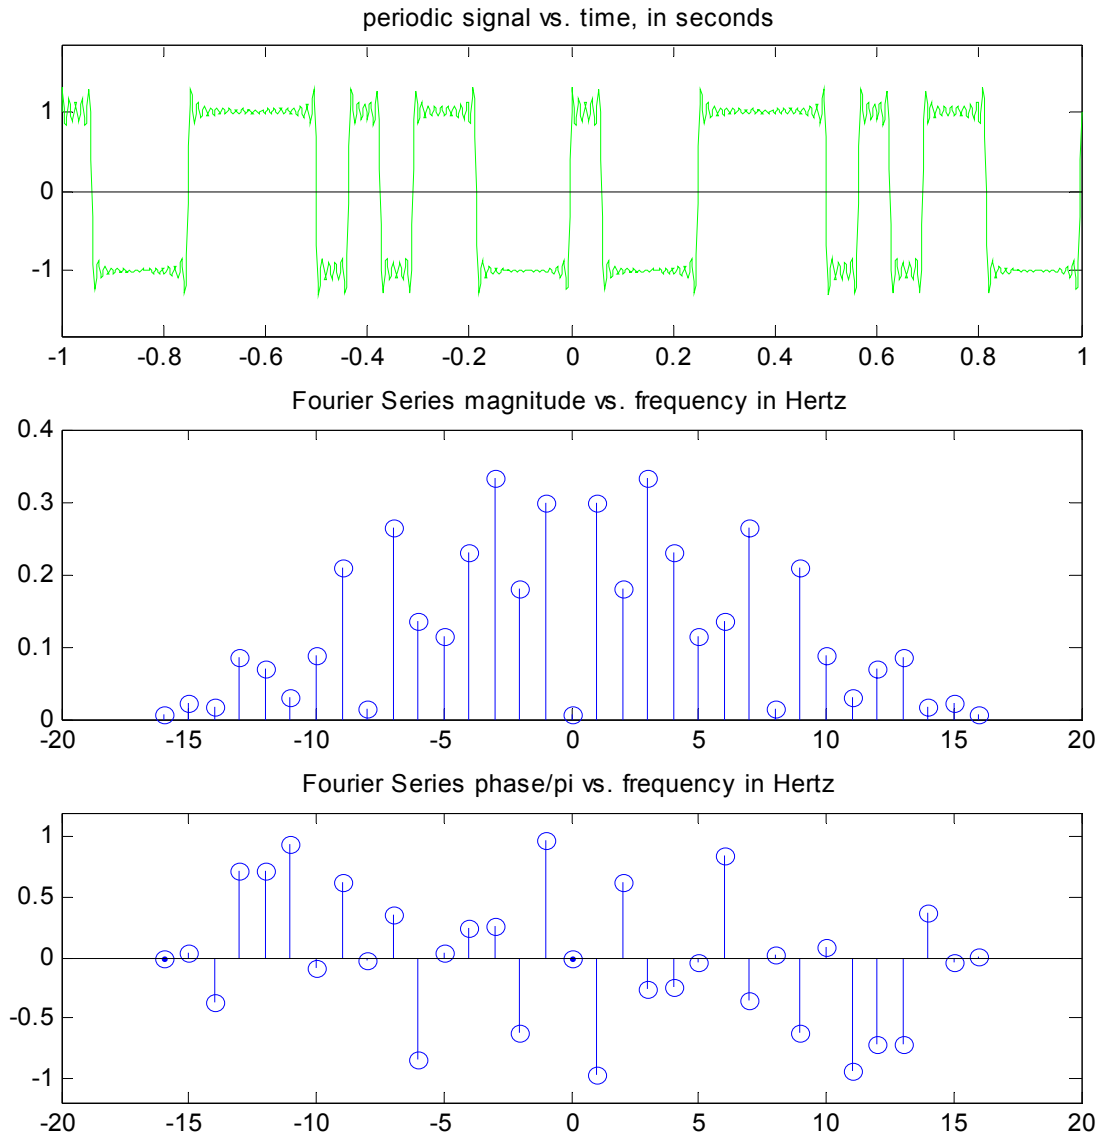 periodic signal vs. time, in seconds
1
0
-1
-1 -0.8 -0.6 -0.4 -0.2 0 0.2 0.4 0.6 0.8 1
Fourier Series magnitude vs. frequency in Hertz
0.4
0.3
0.2
0.1
0
-20 -15 -10 -5 0 5 10 15 20
Fourier Series phase/pi vs. frequency in Hertz
1
0.5
0
-0.5
-1
-20 -15 -10 -5 0 5 10 15 20